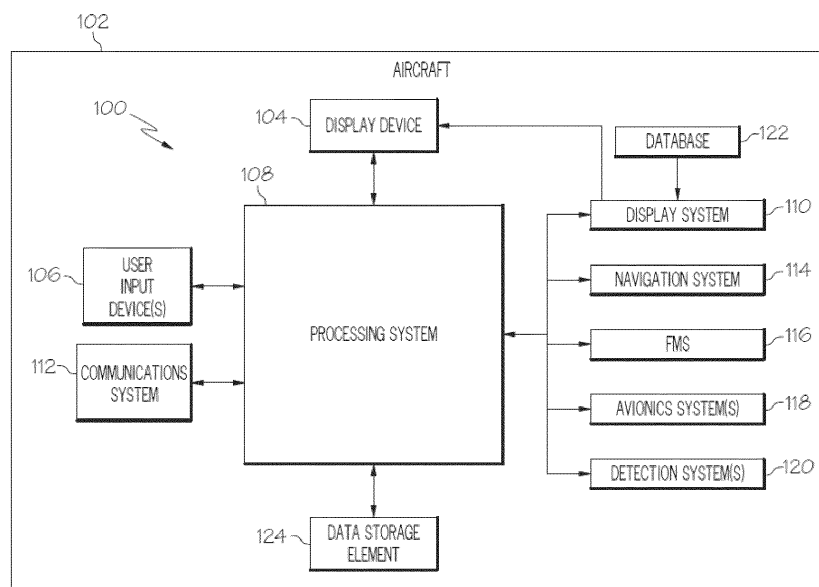 102
AIRCRAFT
100
104
DISPLAY DEVICE
DATABASE
122
108
DISPLAY SYSTEM
110
106
USER
INPUT
DEVICE(S)
NAVIGATION SYSTEM
114
PROCESSING SYSTEM
FMS
116
112
COMMUNICATIONS
SYSTEM
AVIONICS SYSTEM(S)
118
DETECTION SYSTEM(S)
120
124
DATA STORAGE
ELEMENT